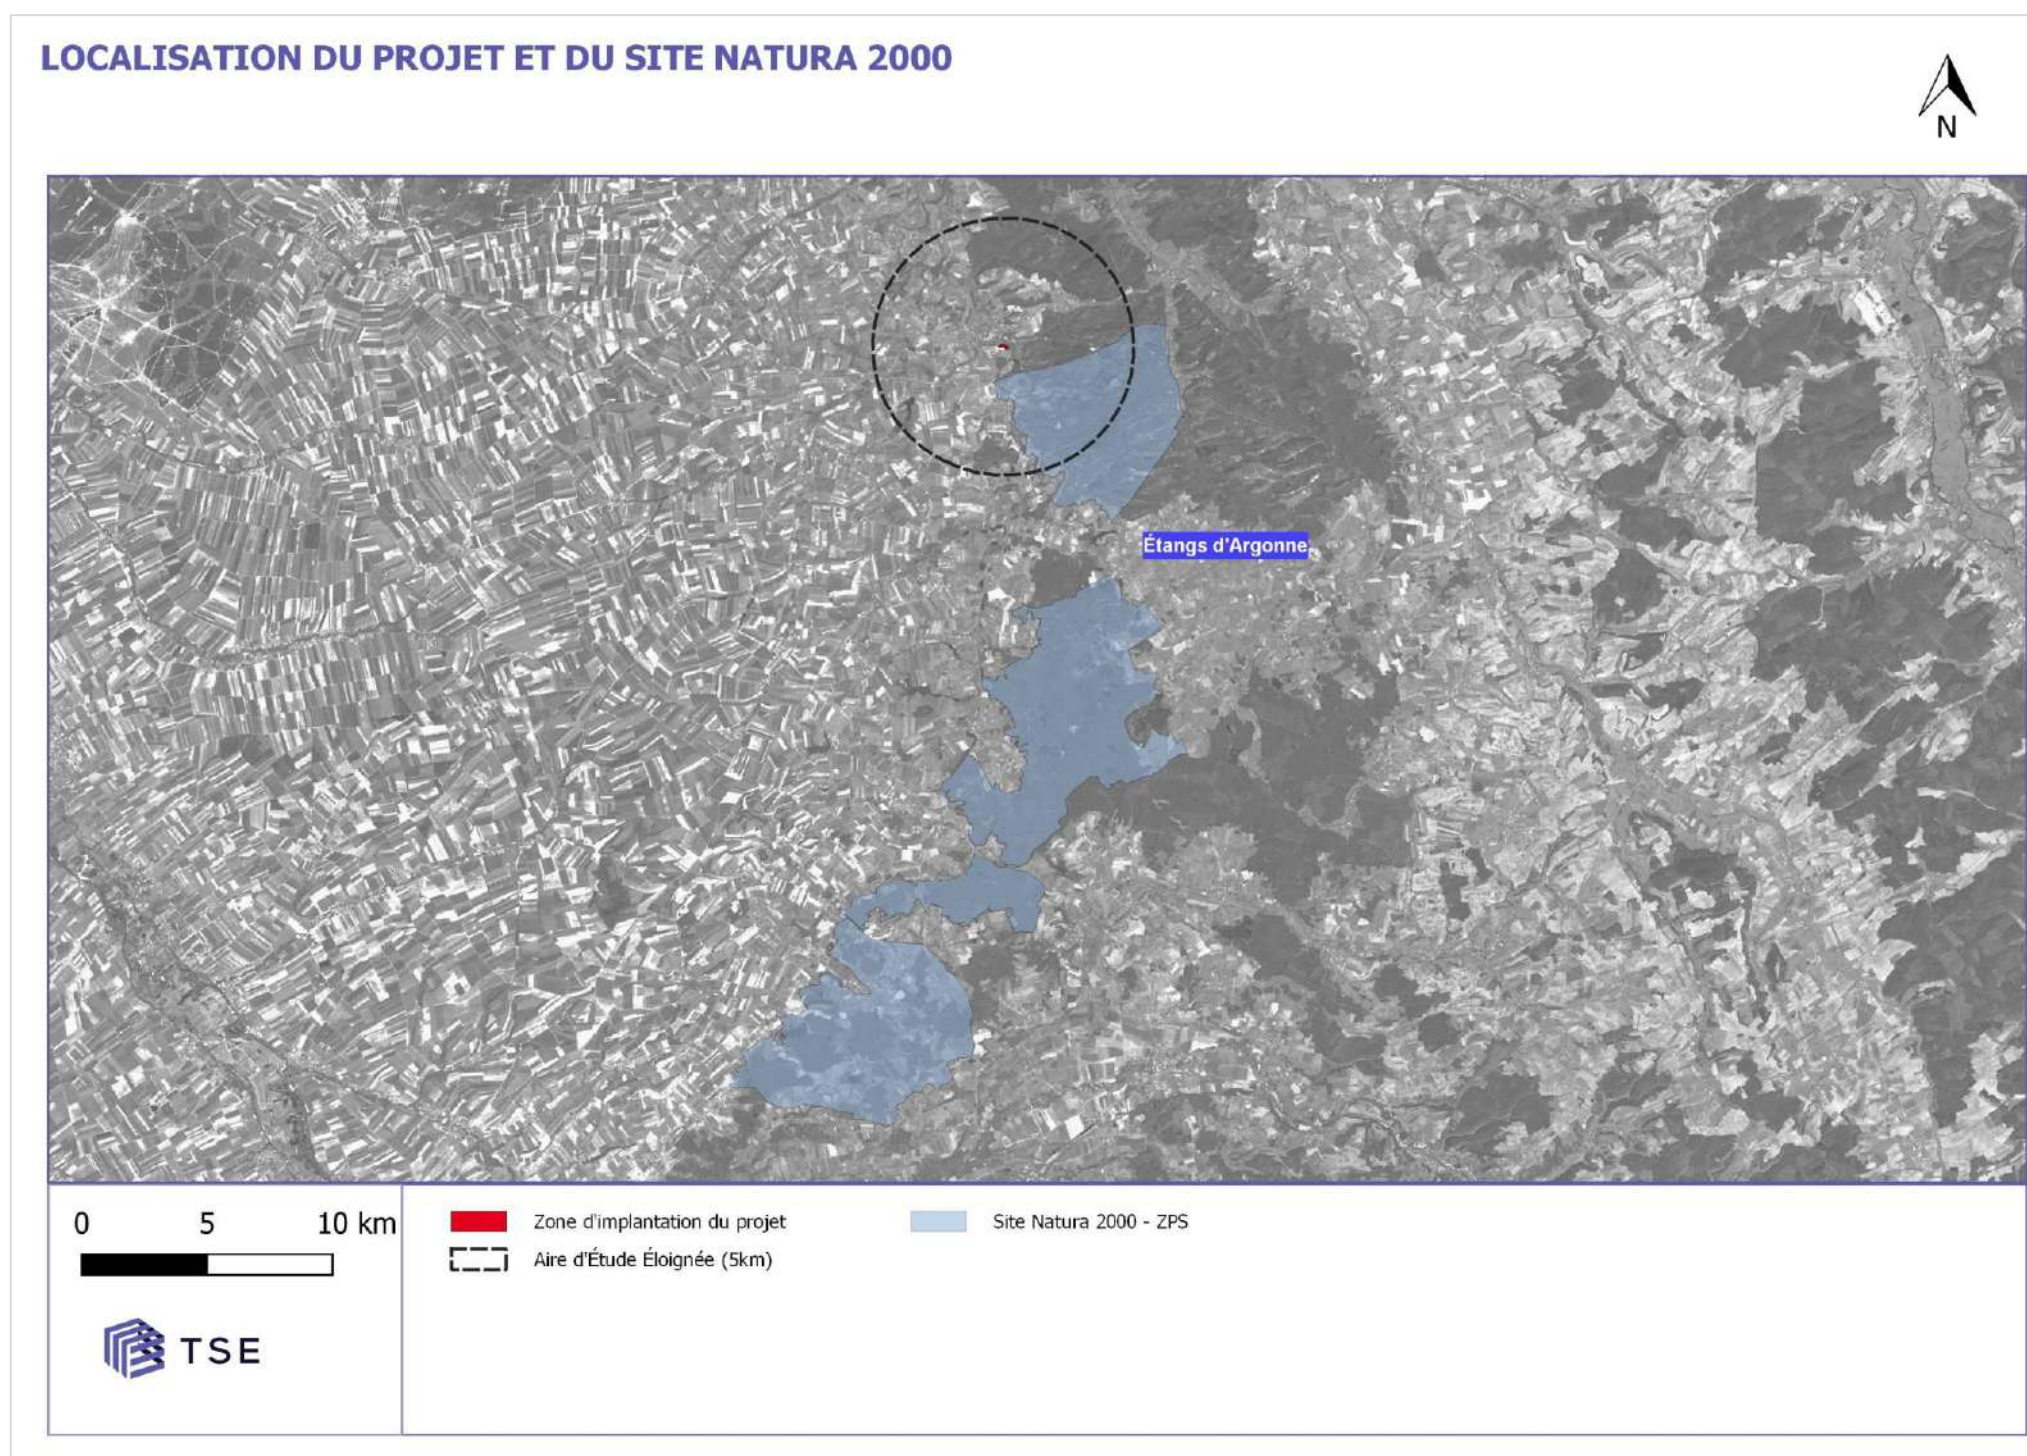 LOCALISATION DU PROJET ET DU SITE NATURA 2000
N
Étangs d'Argonne
0 5 10 km
Zone d'implantation du projet
Site Natura 2000 - ZPS
Aire d'Étude Éloignée (5km)
TSE